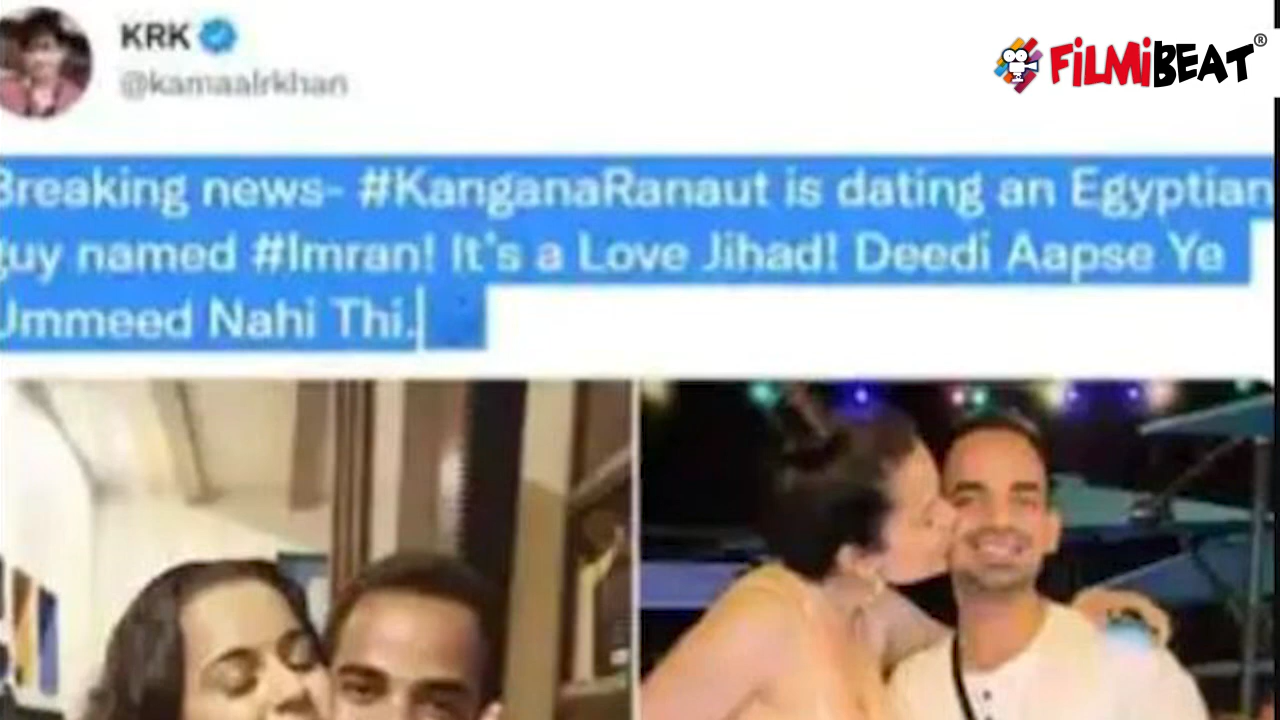 KRK
FiLMiBEAT®
@kamaalrkhan
Breaking news- #KanganaRanaut is dating an Egyptian
guy named #Imran! It's a Love Jihad! Deedi Aapse Ye
Ummeed Nahi Thi.